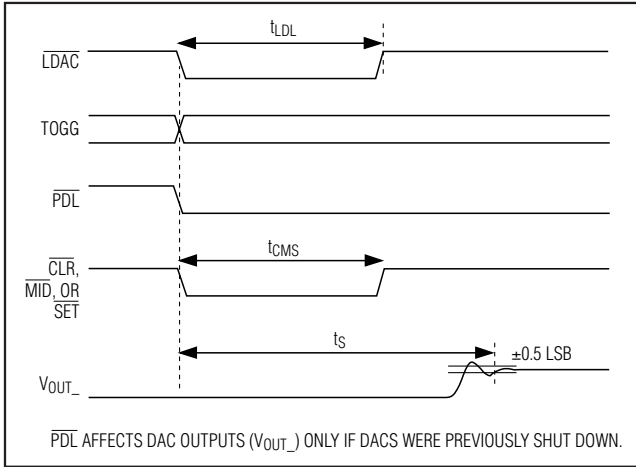 tLDL
LDAC
TOGG
PDL
tCMS
CLR,
MID, OR
SET
tS
±0.5 LSB
VOUT_
PDL AFFECTS DAC OUTPUTS (VOUT_) ONLY IF DACS WERE PREVIOUSLY SHUT DOWN.